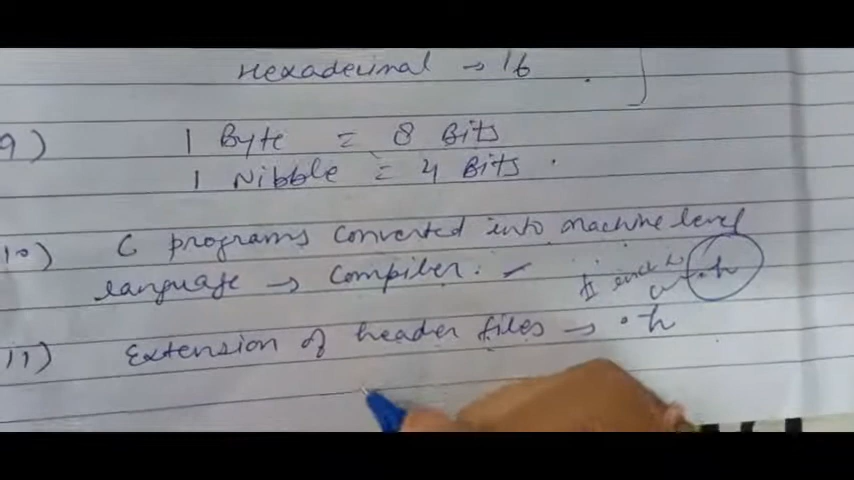 Hexadecimal → 16
9) 1 Byte = 8 Bits
1 Nibble = 4 Bits .
10) C programs converted into machine level
language → Compiler.
.h
11) Extension of header files → .h